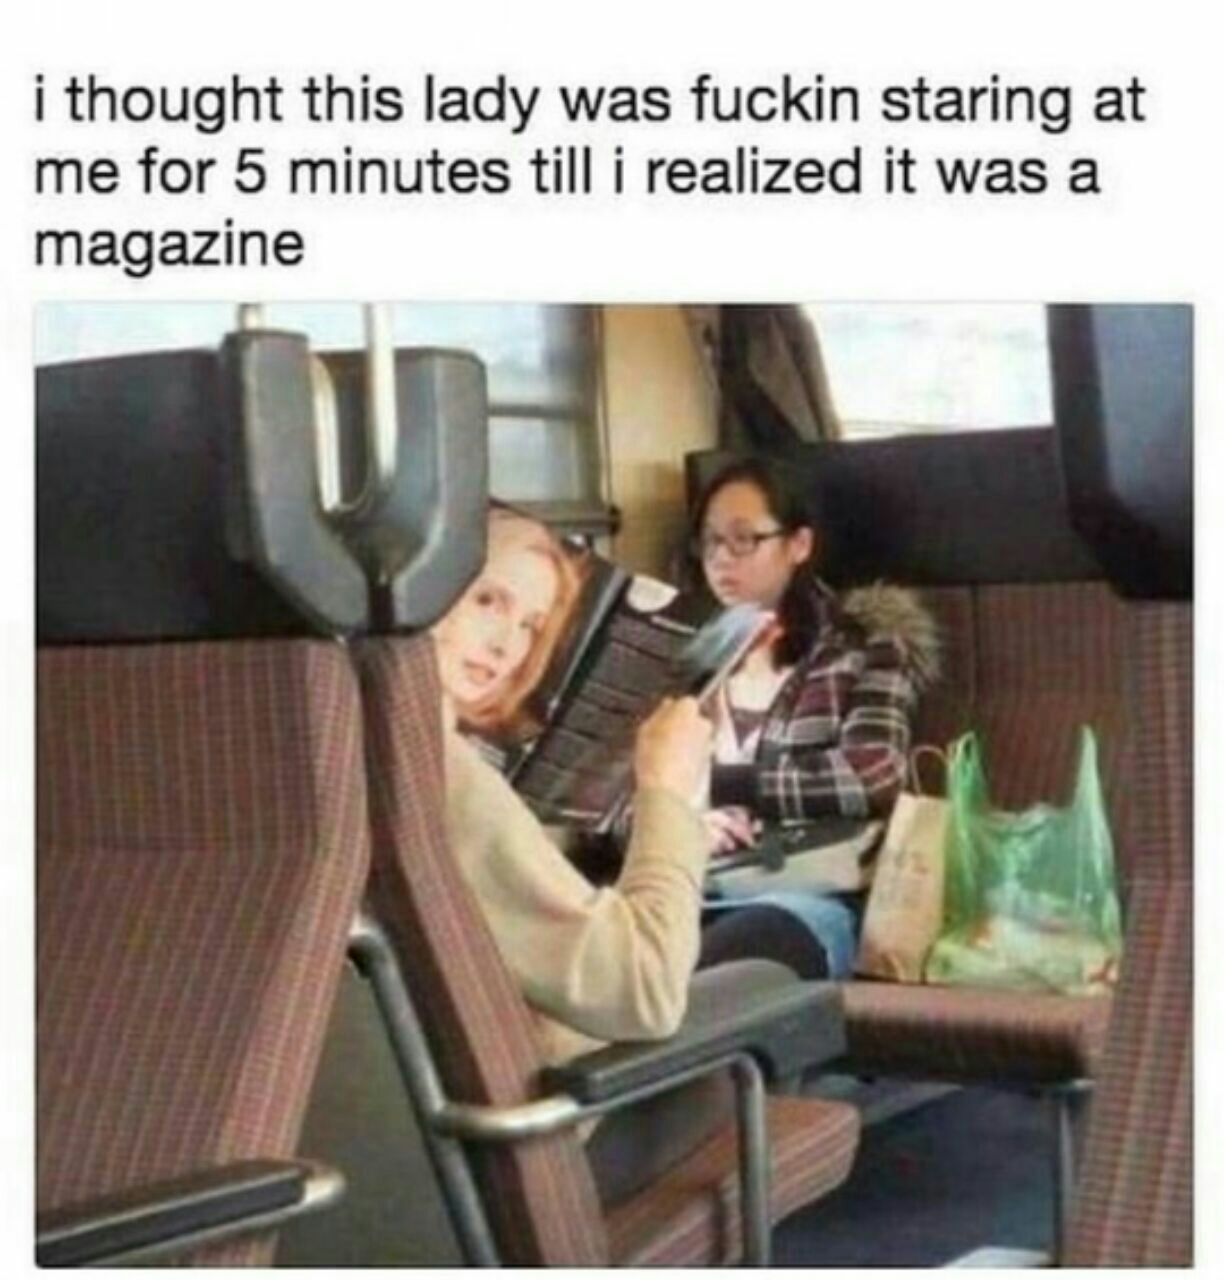 i thought this lady was fuckin staring at
me for 5 minutes till i realized it was a
magazine